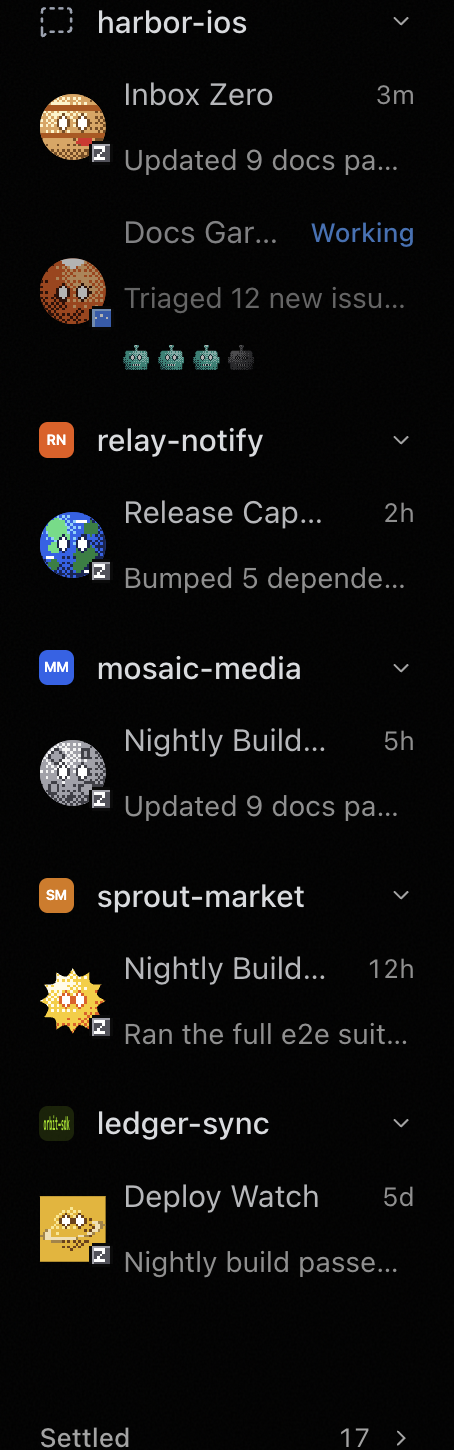 harbor-ios
Inbox Zero 3m
Updated 9 docs pa...
Docs Gar... Working
Triaged 12 new issu...
RN relay-notify
Release Cap... 2h
Bumped 5 depende...
MM mosaic-media
Nightly Build... 5h
Updated 9 docs pa...
SM sprout-market
Nightly Build... 12h
Ran the full e2e suit...
orbit-sdk ledger-sync
Deploy Watch 5d
Nightly build passe...
Settled 17